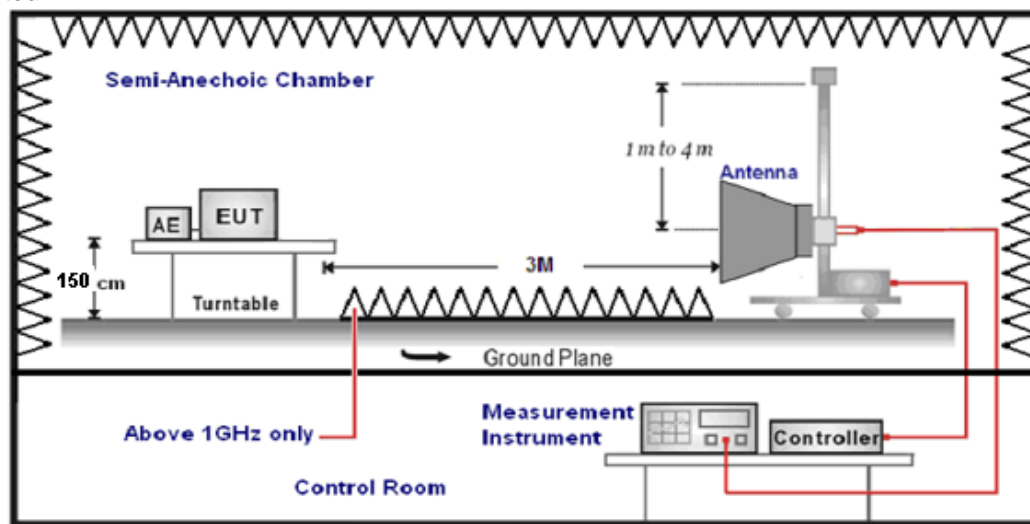 Semi-Anechoic Chamber
1 m to 4 m
Antenna
AE
EUT
150 cm
Turntable
3M
Ground Plane
Above 1GHz only
Measurement
Instrument
Controller
Control Room